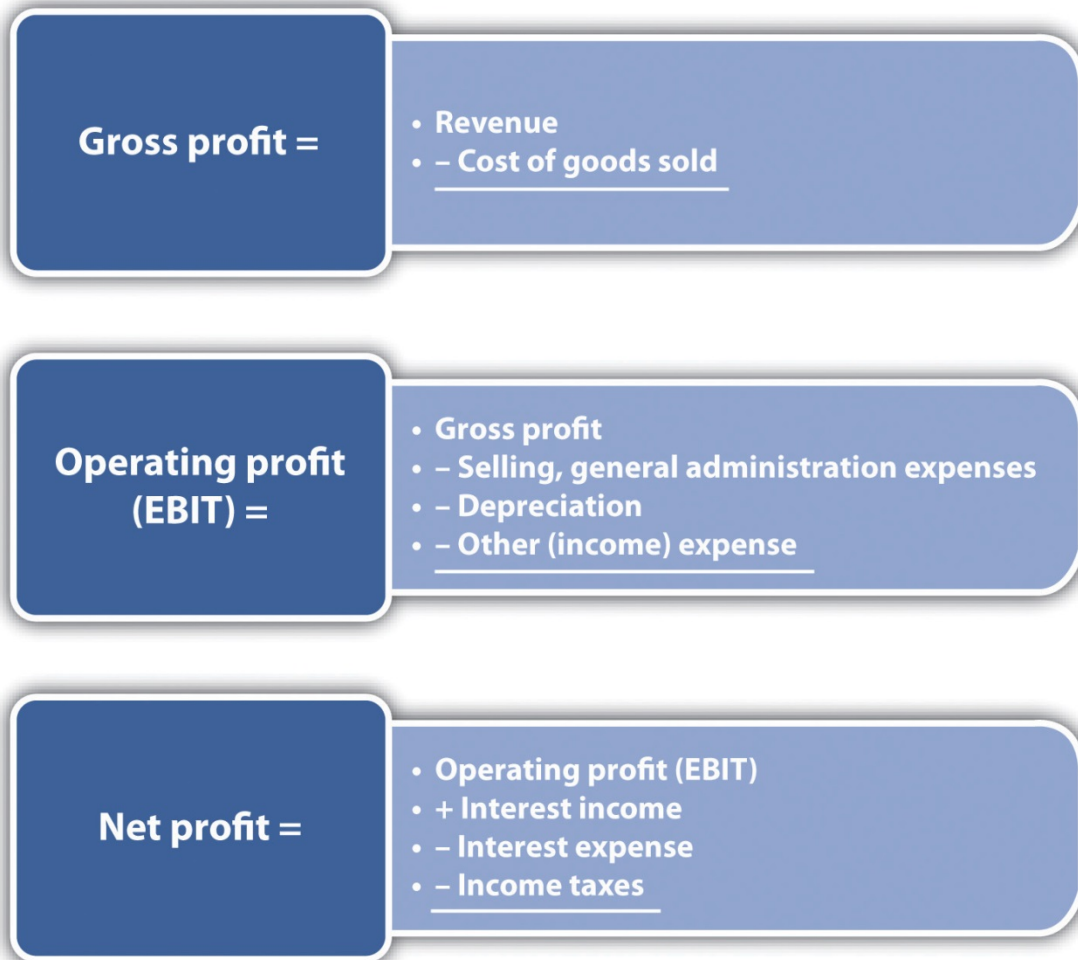 Gross profit =
• Revenue
• – Cost of goods sold
Operating profit
(EBIT) =
• Gross profit
• – Selling, general administration expenses
• – Depreciation
• – Other (income) expense
Net profit =
• Operating profit (EBIT)
• + Interest income
• – Interest expense
• – Income taxes